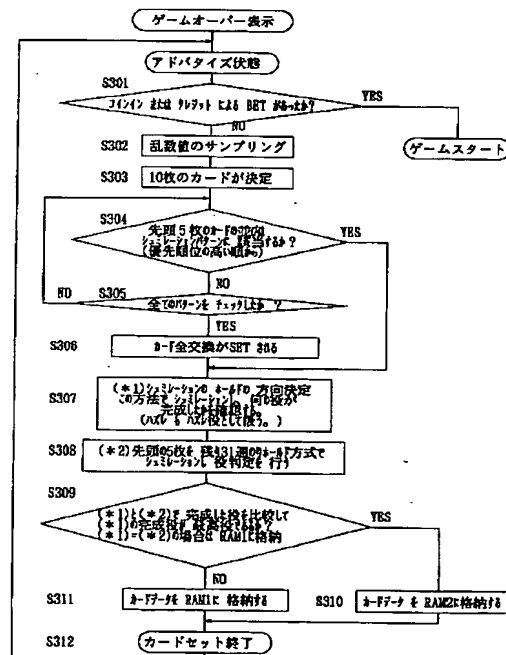 ゲームオーバー表示
アドバタイズ状態
S301
コインイン または クレジット による BET があったか?
YES
NO
ゲームスタート
S302
乱数値のサンプリング
S303
10枚のカードが決定
S304
先頭5枚のカードの
シュミレーションパターンに 該当するか?
(優先順位の高い順から)
YES
NO
NO
S305
全てのパターンを チェックしたか ?
YES
S306
カード全交換がSET される
S307
(*1)シュミレーションの ホールドの 方向決定
この方法で シュミレーションし、何の役が
完成したかを確認する。
(ハズレ も ハズレ役として扱う。)
S308
(*2)先頭の5枚を 残り31通りのホールド方式で
シュミレーションし 役判定を 行う
S309
(*1)と(*2)で 完成した役を比較して
(*1)の完成役が 最高役であるか?
(*1)=(*2)の場合は RAM1に格納
YES
NO
S311
カードデータを RAM1に 格納する
S310
カードデータ を RAM2に格納する
S312
カードセット終了